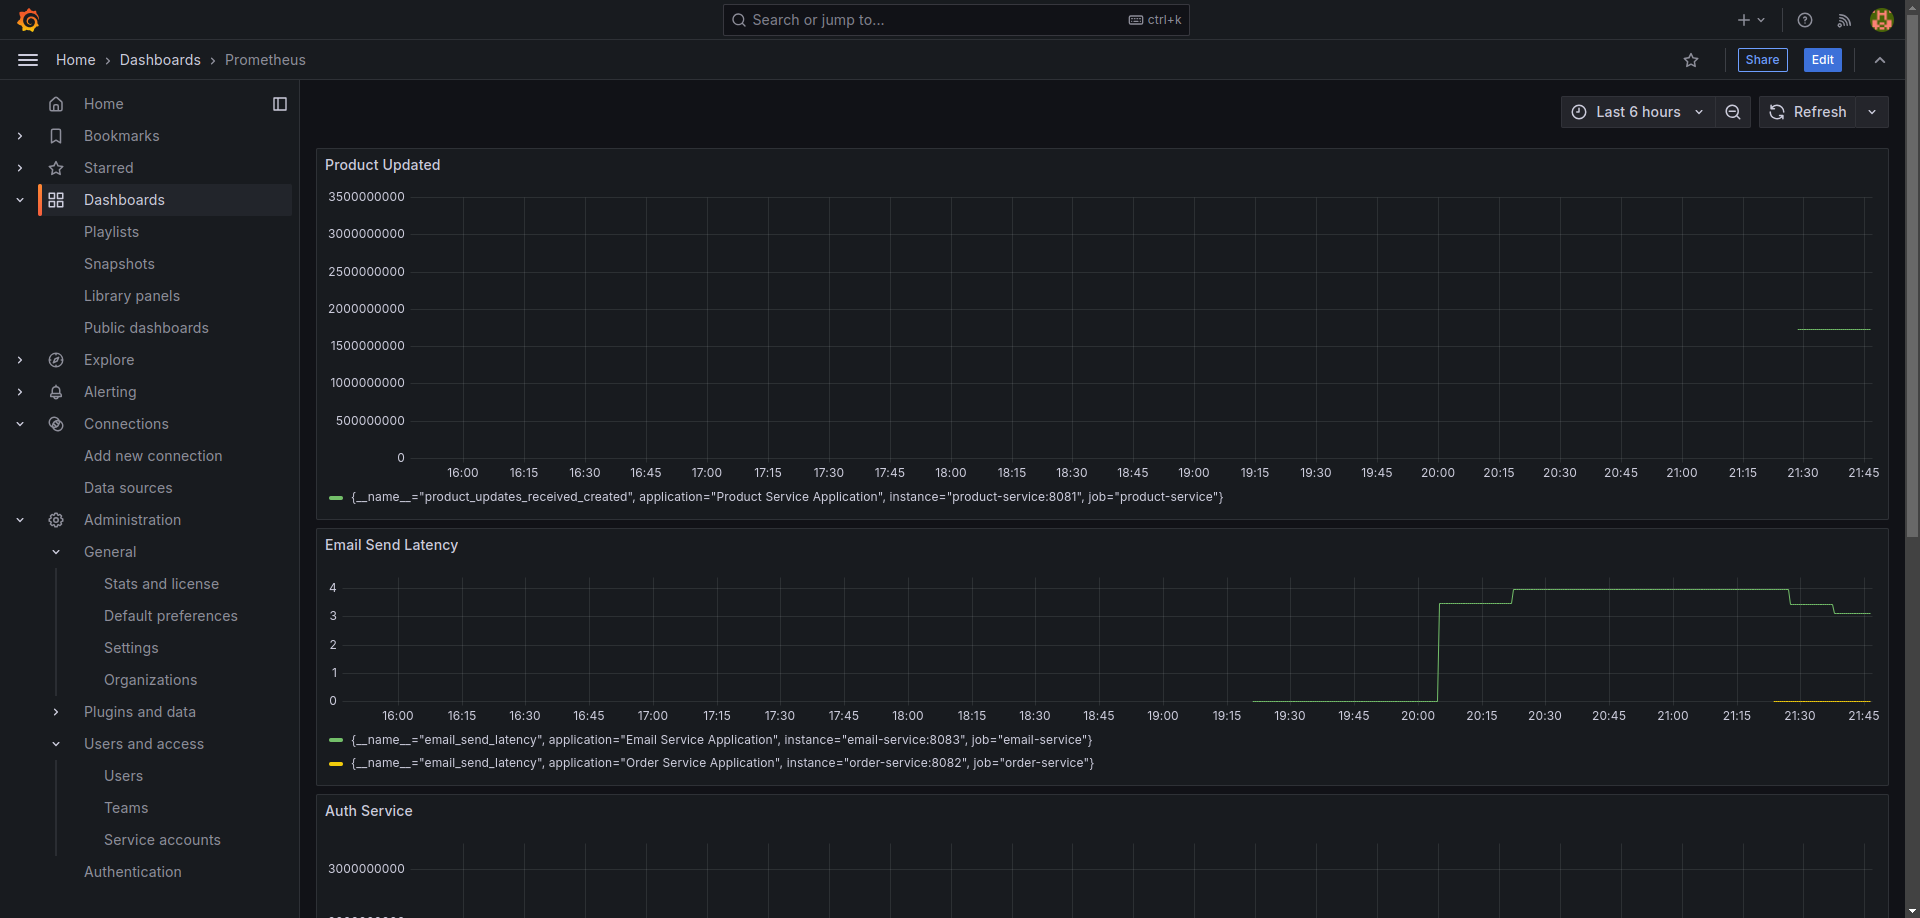 Search or jump to... ctrl+k
Home › Dashboards › Prometheus
Share Edit
Home
Bookmarks
Starred
Dashboards
Playlists
Snapshots
Library panels
Public dashboards
Explore
Alerting
Connections
Add new connection
Data sources
Administration
General
Stats and license
Default preferences
Settings
Organizations
Plugins and data
Users and access
Users
Teams
Service accounts
Authentication
Last 6 hours Refresh
Product Updated
3500000000
3000000000
2500000000
2000000000
1500000000
1000000000
500000000
0
16:00 16:15 16:30 16:45 17:00 17:15 17:30 17:45 18:00 18:15 18:30 18:45 19:00 19:15 19:30 19:45 20:00 20:15 20:30 20:45 21:00 21:15 21:30 21:45
{__name__="product_updates_received_created", application="Product Service Application", instance="product-service:8081", job="product-service"}
Email Send Latency
4
3
2
1
0
16:00 16:15 16:30 16:45 17:00 17:15 17:30 17:45 18:00 18:15 18:30 18:45 19:00 19:15 19:30 19:45 20:00 20:15 20:30 20:45 21:00 21:15 21:30 21:45
{__name__="email_send_latency", application="Email Service Application", instance="email-service:8083", job="email-service"}
{__name__="email_send_latency", application="Order Service Application", instance="order-service:8082", job="order-service"}
Auth Service
3000000000